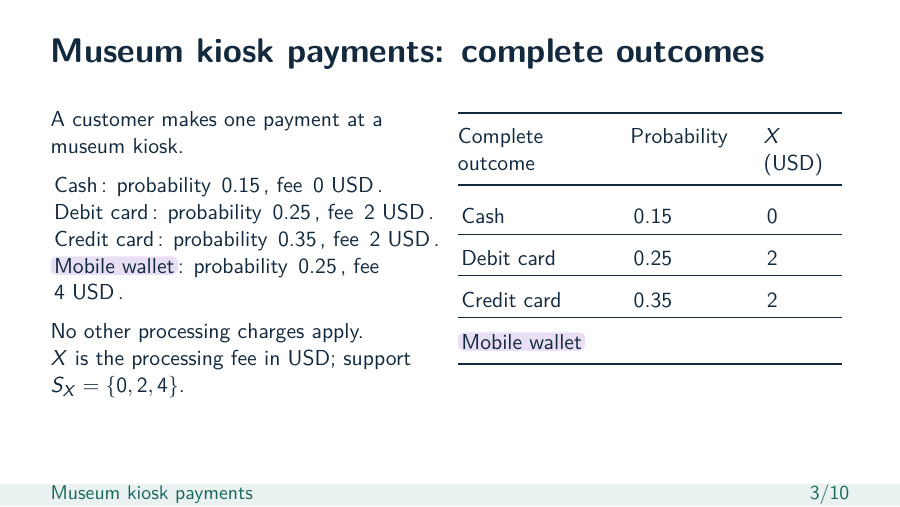 Museum kiosk payments: complete outcomes
A customer makes one payment at a
museum kiosk.
Cash: probability 0.15, fee 0 USD.
Debit card: probability 0.25, fee 2 USD.
Credit card: probability 0.35, fee 2 USD.
Mobile wallet: probability 0.25, fee
4 USD.
No other processing charges apply.
X is the processing fee in USD; support
S_X = {0, 2, 4}.
Complete outcome Probability X (USD)
Cash 0.15 0
Debit card 0.25 2
Credit card 0.35 2
Mobile wallet
Museum kiosk payments 3/10